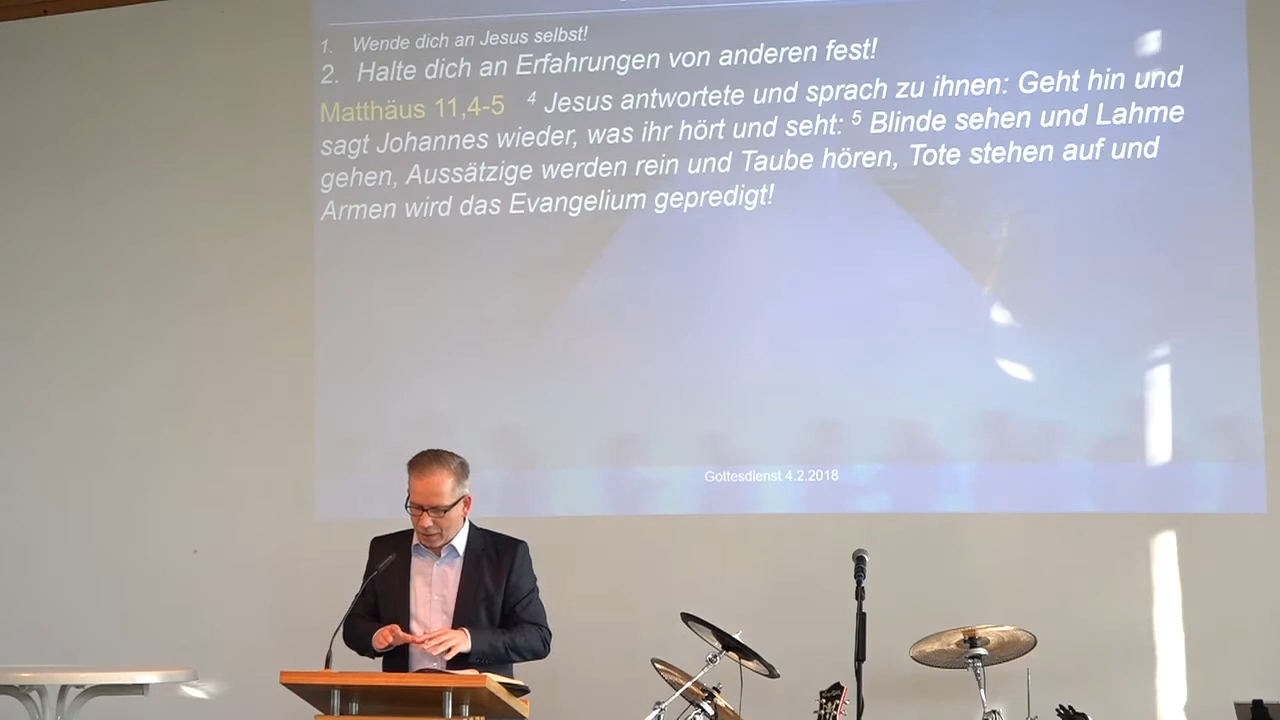 1. Wende dich an Jesus selbst!
2. Halte dich an Erfahrungen von anderen fest!
Matthäus 11,4-5 4 Jesus antwortete und sprach zu ihnen: Geht hin und
sagt Johannes wieder, was ihr hört und seht: 5 Blinde sehen und Lahme
gehen, Aussätzige werden rein und Taube hören, Tote stehen auf und
Armen wird das Evangelium gepredigt!
Gottesdienst 4.2.2018